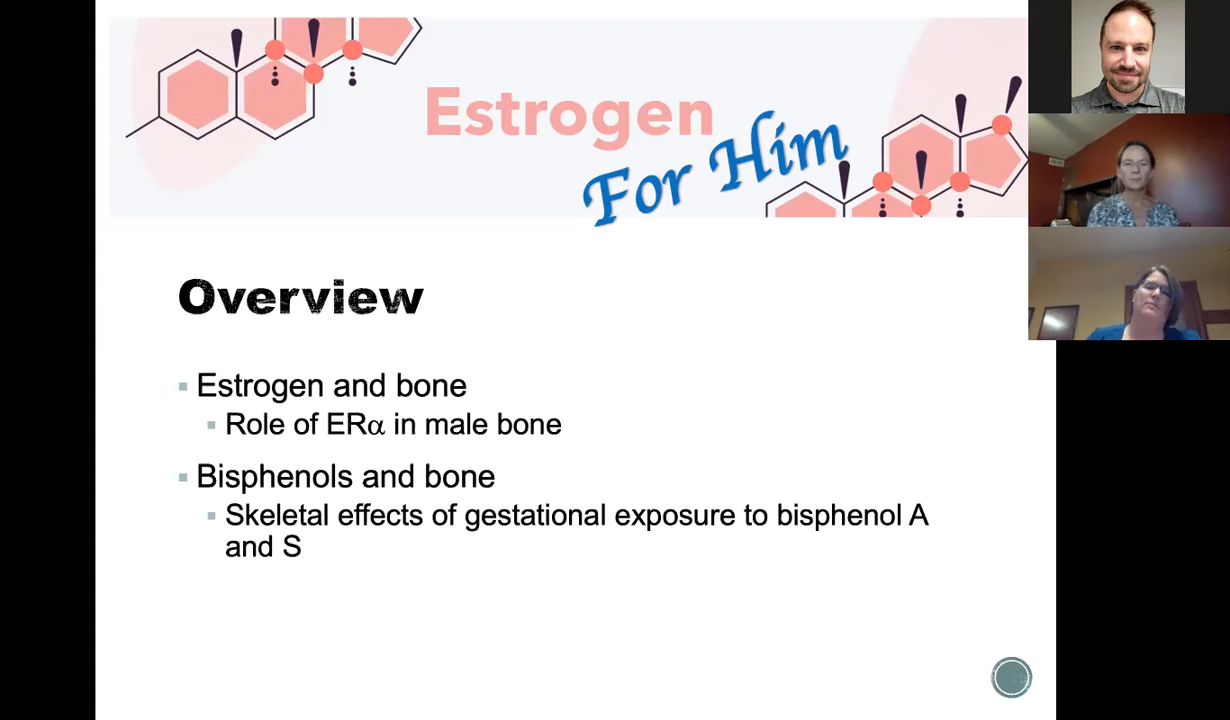 Estrogen
For Him
Overview
Estrogen and bone
Role of ERα in male bone
Bisphenols and bone
Skeletal effects of gestational exposure to bisphenol A
and S